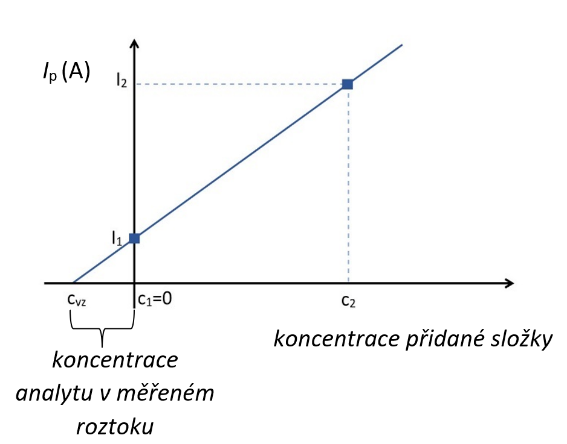 Ip (A)
I2
I1
cvz
c1=0
c2
koncentrace přidané složky
koncentrace
analytu v měřeném
roztoku